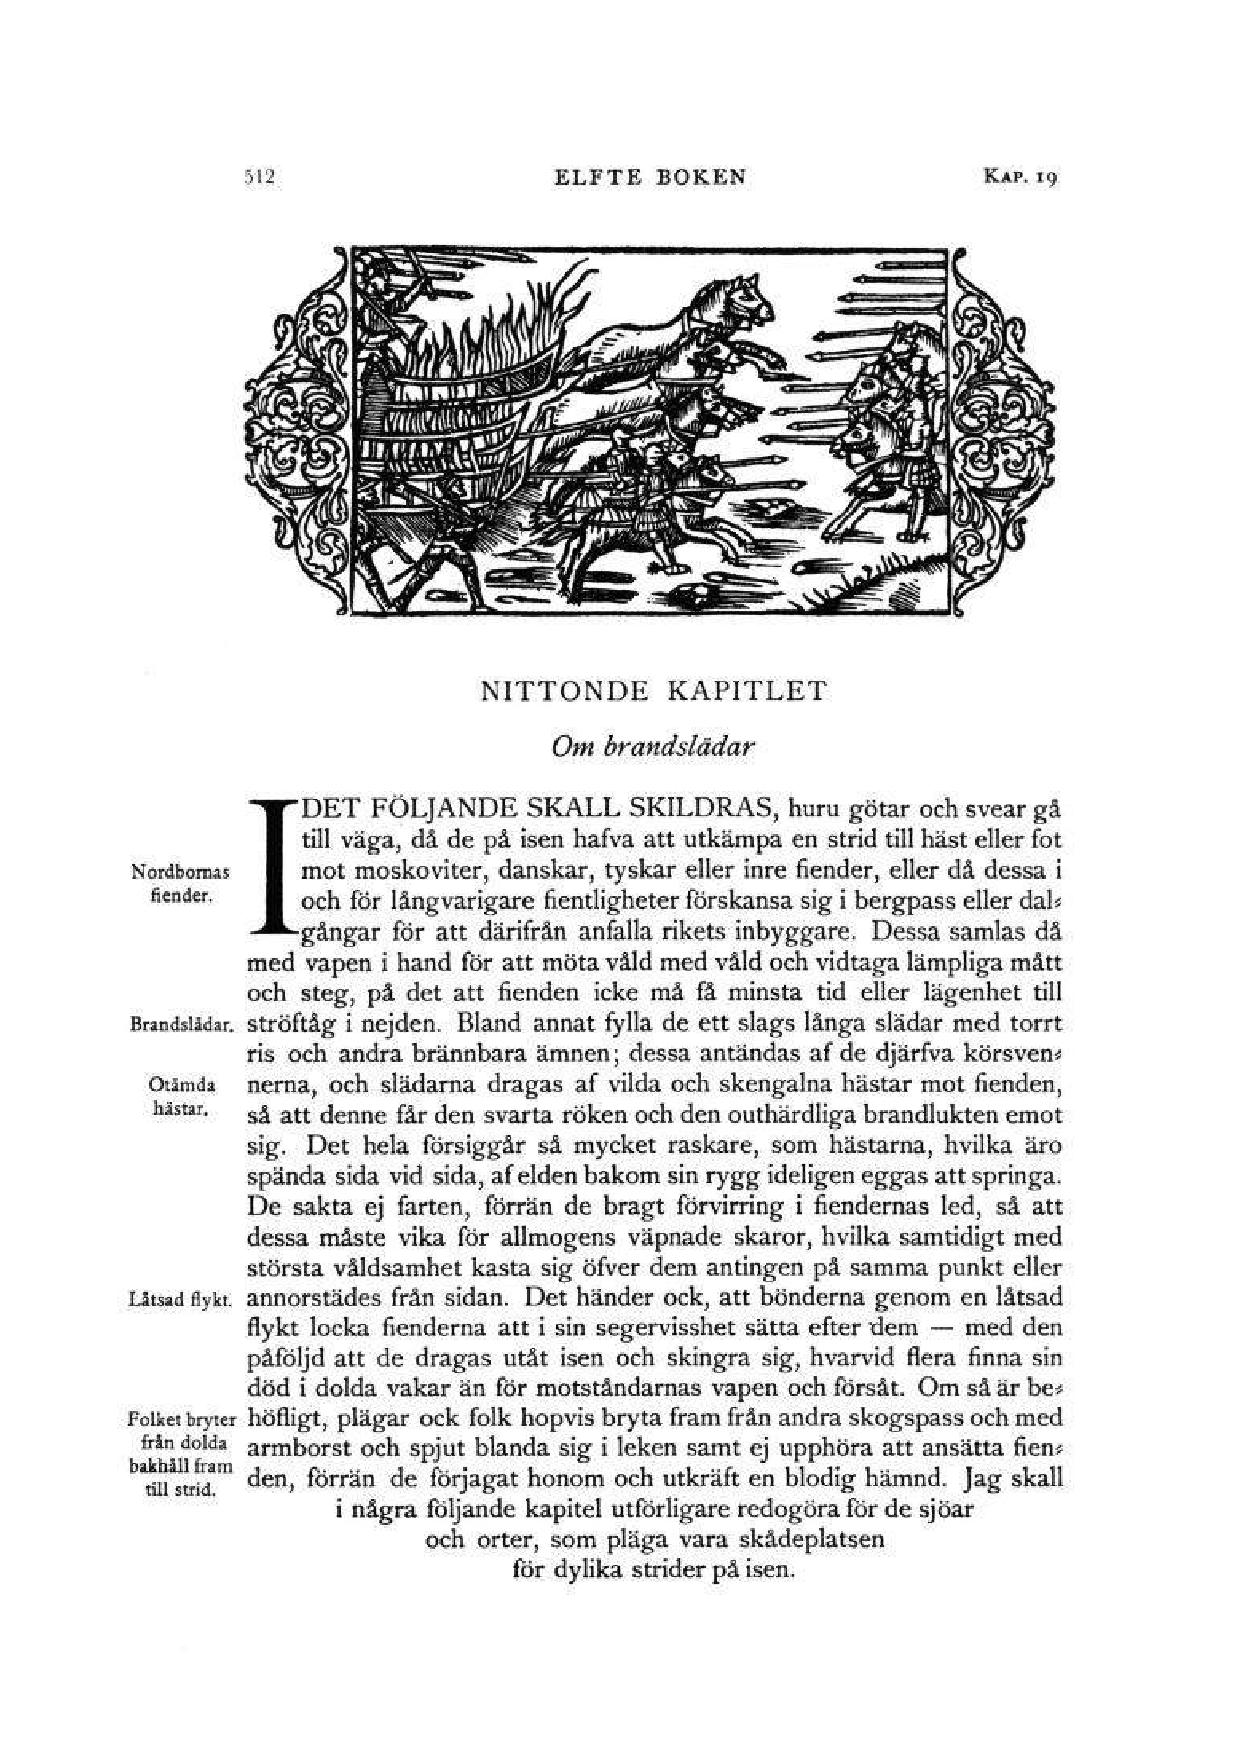 512 ELFTE BOKEN KAP. 19
NITTONDE KAPITLET
Om brandslädar
I DET FÖLJANDE SKALL SKILDRAS, huru götar och svear gå
till väga, då de på isen hafva att utkämpa en strid till häst eller fot
Nordbornas
fiender.
mot moskoviter, danskar, tyskar eller inre fiender, eller då dessa i
och för långvarigare fientligheter förskansa sig i bergpass eller dal⸗
gångar för att därifrån anfalla rikets inbyggare. Dessa samlas då
med vapen i hand för att möta våld med våld och vidtaga lämpliga mått
och steg, på det att fienden icke må få minsta tid eller lägenhet till
Brandslädar.
ströftåg i nejden. Bland annat fylla de ett slags långa slädar med torrt
ris och andra brännbara ämnen; dessa antändas af de djärfva körsven⸗
Otämda
hästar.
nerna, och slädarna dragas af vilda och skengalna hästar mot fienden,
så att denne får den svarta röken och den outhärdliga brandlukten emot
sig. Det hela försiggår så mycket raskare, som hästarna, hvilka äro
spända sida vid sida, af elden bakom sin rygg ideligen eggas att springa.
De sakta ej farten, förrän de bragt förvirring i fiendernas led, så att
dessa måste vika för allmogens väpnade skaror, hvilka samtidigt med
största våldsamhet kasta sig öfver dem antingen på samma punkt eller
Låtsad flykt.
annorstädes från sidan. Det händer ock, att bönderna genom en låtsad
flykt locka fienderna att i sin segervisshet sätta efter dem — med den
påföljd att de dragas utåt isen och skingra sig, hvarvid flera finna sin
död i dolda vakar än för motståndarnas vapen och försåt. Om så är be⸗
Folket bryter
från dolda
bakhåll fram
till strid.
höfligt, plägar ock folk hopvis bryta fram från andra skogspass och med
armborst och spjut blanda sig i leken samt ej upphöra att ansätta fien⸗
den, förrän de förjagat honom och utkräft en blodig hämnd. Jag skall
i några följande kapitel utförligare redogöra för de sjöar
och orter, som pläga vara skådeplatsen
för dylika strider på isen.